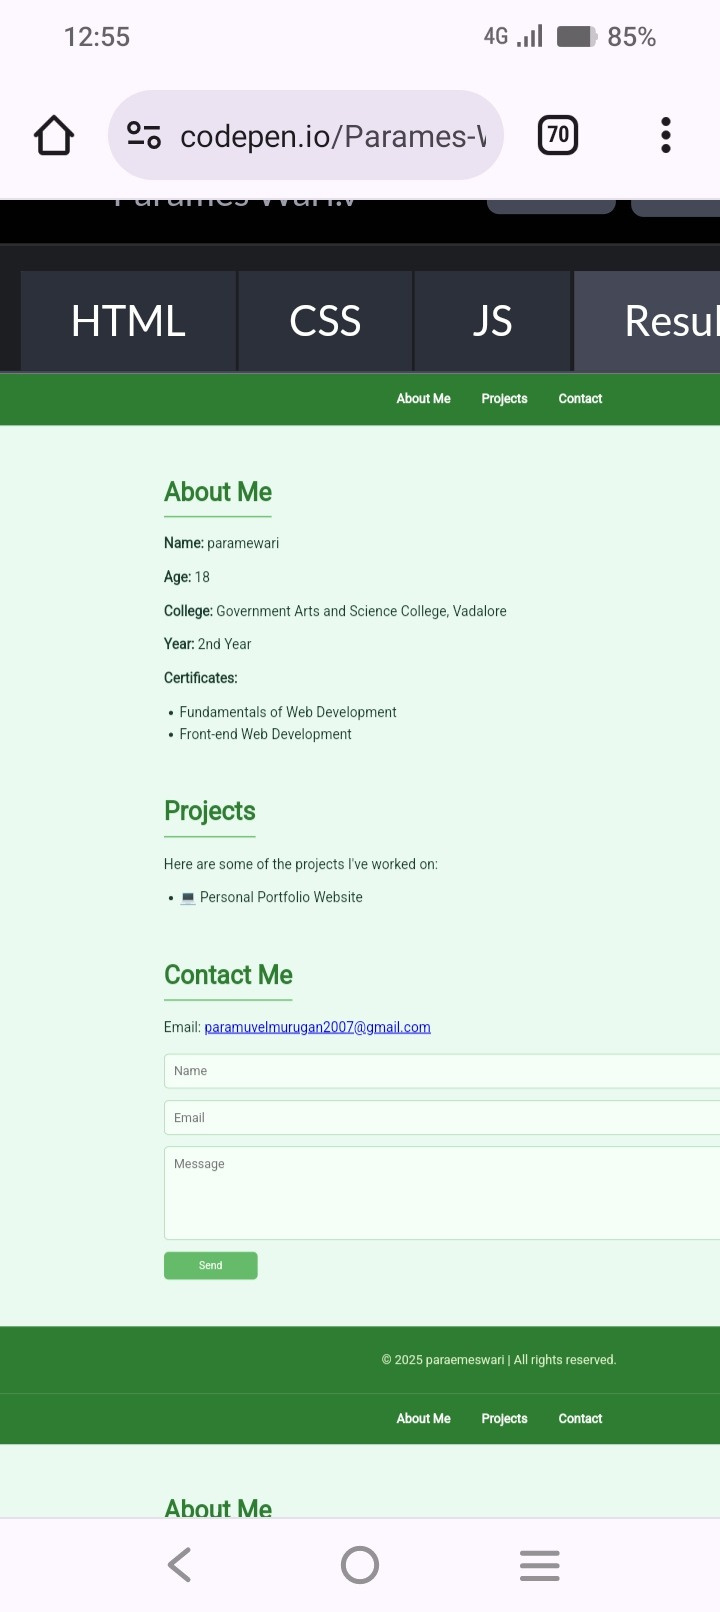 12:55
4G 85%
codepen.io/Parames-
70
HTML CSS JS
About Me Projects Contact
About Me
Name: paramewari
Age: 18
College: Government Arts and Science College, Vadalore
Year: 2nd Year
Certificates:
• Fundamentals of Web Development
• Front-end Web Development
Projects
Here are some of the projects I've worked on:
• 💻 Personal Portfolio Website
Contact Me
Email: paramuvelmurugan2007@gmail.com
Name
Email
Message
Send
© 2025 paraemeswari | All rights reserved.
About Me Projects Contact
About Me